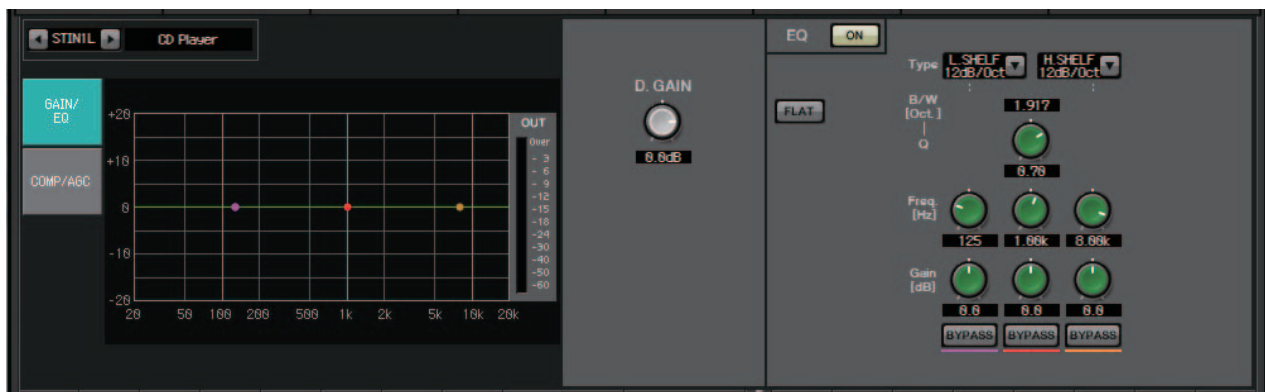 STIN1L CD Player
GAIN/
EQ
COMP/AGC
+20
+10
0
-10
-20
20 50 100 200 500 1k 2k 5k 10k 20k
OUT
Over
- 3
- 6
- 9
-12
-15
-18
-24
-30
-40
-50
-60
D. GAIN
0.0dB
EQ ON
FLAT
Type L.SHELF 12dB/Oct H.SHELF 12dB/Oct
B/W
[Oct.]
Q
1.917
0.70
Freq.
[Hz]
125 1.00k 8.00k
Gain
[dB]
0.0 0.0 0.0
BYPASS BYPASS BYPASS